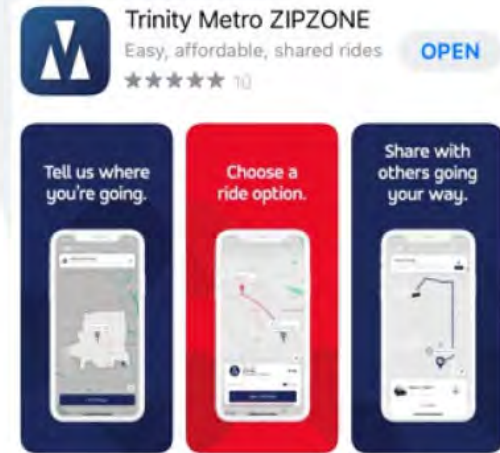 Trinity Metro ZIPZONE
Easy, affordable, shared rides
OPEN
★★★★★ 10
Tell us where
you're going.
Choose a
ride option.
Share with
others going
your way.